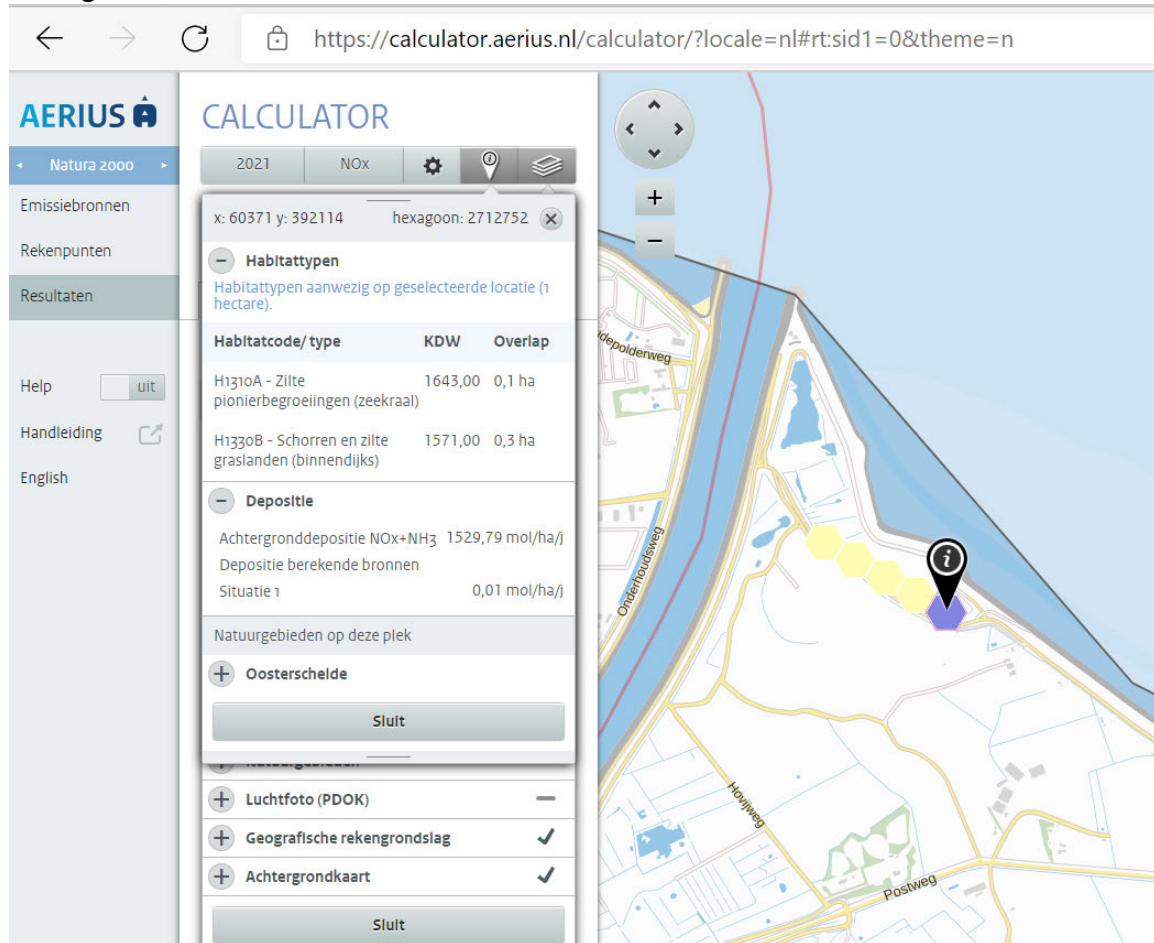 https://calculator.aerius.nl/calculator/?locale=nl#rt:sid1=0&theme=n
AERIUS
Natura 2000
Emissiebronnen
Rekenpunten
Resultaten
Help uit
Handleiding
English
CALCULATOR
2021 NOx
x: 60371 y: 392114 hexagoon: 2712752
Habitattypen
Habitattypen aanwezig op geselecteerde locatie (1
hectare).
Habitatcode/ type KDW Overlap
H1310A - Zilte 1643,00 0,1 ha
pionierbegroeiingen (zeekraal)
H1330B - Schorren en zilte 1571,00 0,3 ha
graslanden (binnendijks)
Depositie
Achtergronddepositie NOx+NH3 1529,79 mol/ha/j
Depositie berekende bronnen
Situatie 1 0,01 mol/ha/j
Natuurgebieden op deze plek
Oosterschelde
Sluit
Natuurgebieden
Luchtfoto (PDOK)
Geografische rekengrondslag
Achtergrondkaart
Sluit
Onderhoudsweg
Hovijweg
Postweg